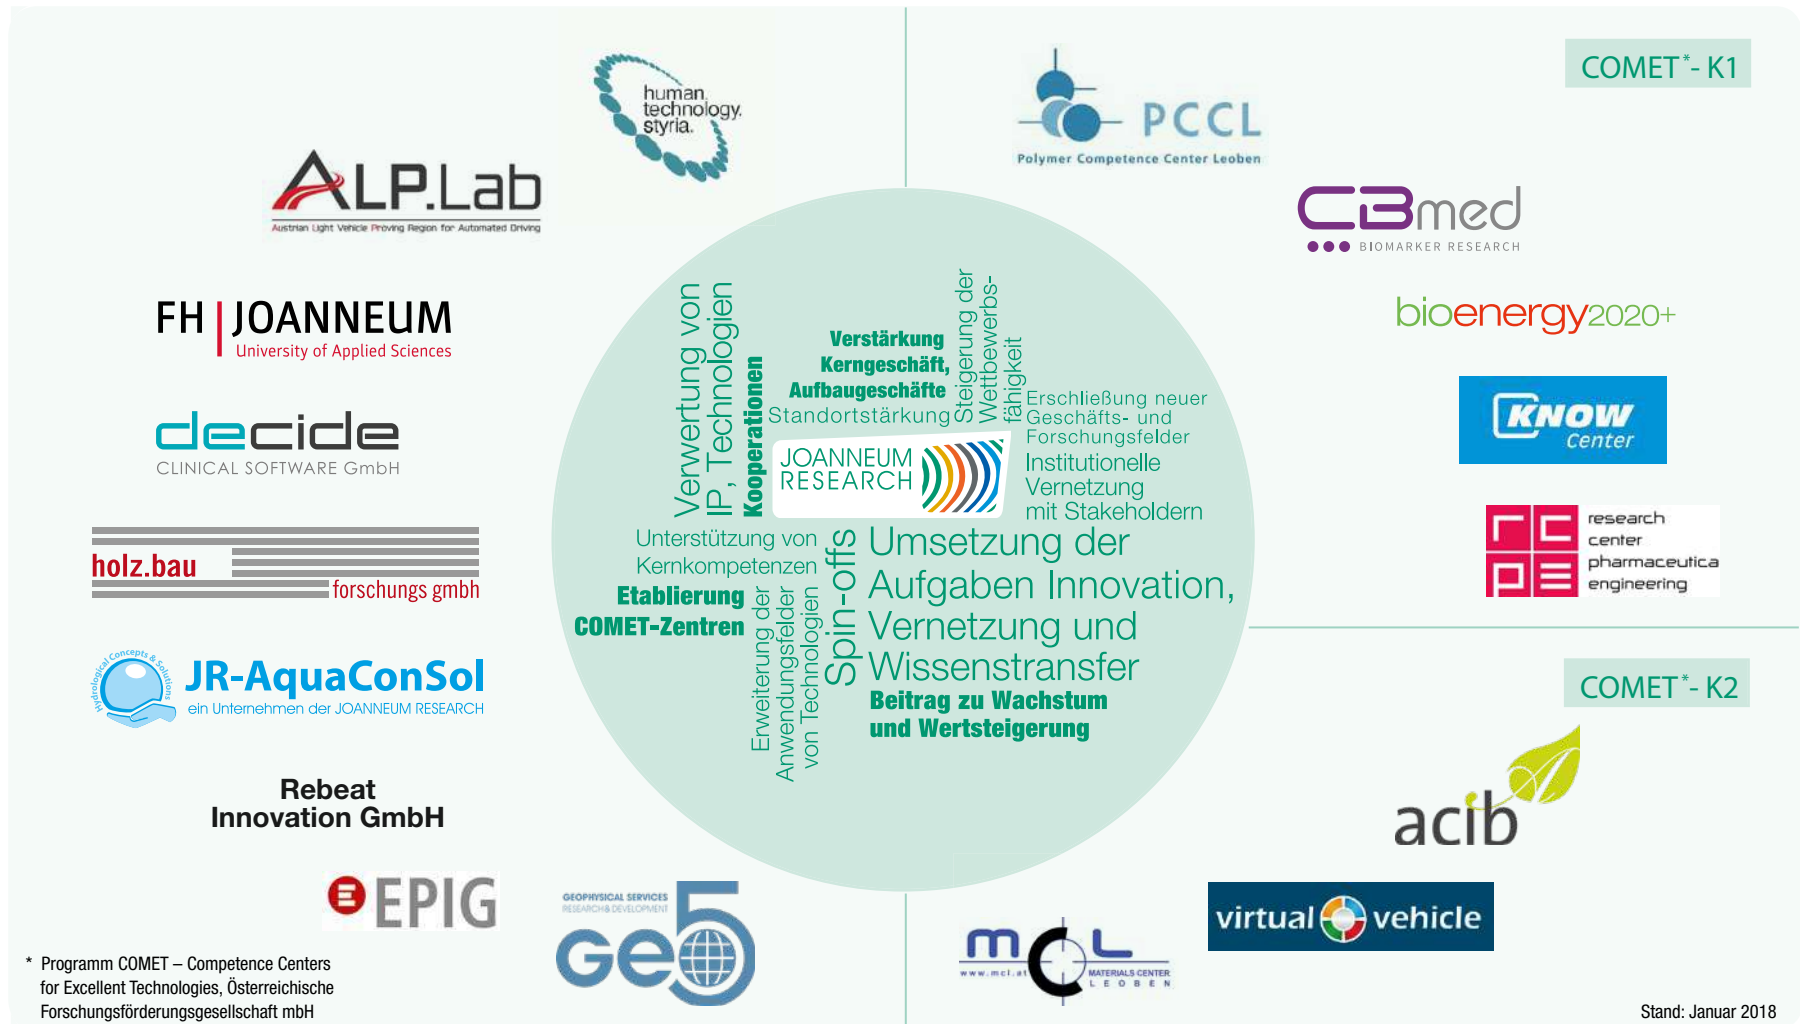 human.
technology.
styria.
ALP.Lab
Austrian Light Vehicle Proving Region for Automated Driving
FH | JOANNEUM
University of Applied Sciences
decide
CLINICAL SOFTWARE GmbH
holz.bau
forschungs gmbh
Hydrological Concepts & Solutions
JR-AquaConSol
ein Unternehmen der JOANNEUM RESEARCH
Rebeat
Innovation GmbH
EPIG
GEOPHYSICAL SERVICES
RESEARCH & DEVELOPMENT
Geo5
* Programm COMET – Competence Centers
for Excellent Technologies, Österreichische
Forschungsförderungsgesellschaft mbH
Verwertung von
IP, Technologien
Kooperationen
Verstärkung
Kerngeschäft,
Aufbaugeschäfte
Standortstärkung
Steigerung der
Wettbewerbs-
fähigkeit
Erschließung neuer
Geschäfts- und
Forschungsfelder
JOANNEUM
RESEARCH
Institutionelle
Vernetzung
mit Stakeholdern
Unterstützung von
Kernkompetenzen
Etablierung
COMET-Zentren
Erweiterung der
Anwendungsfelder
von Technologien
Spin-offs
Umsetzung der
Aufgaben Innovation,
Vernetzung und
Wissenstransfer
Beitrag zu Wachstum
und Wertsteigerung
COMET*- K1
PCCL
Polymer Competence Center Leoben
CBmed
BIOMARKER RESEARCH
bioenergy2020+
KNOW
Center
rcpe
research
center
pharmaceutica
engineering
COMET*- K2
acib
virtual vehicle
mCL
www.mcl.at
MATERIALS CENTER
LEOBEN
Stand: Januar 2018